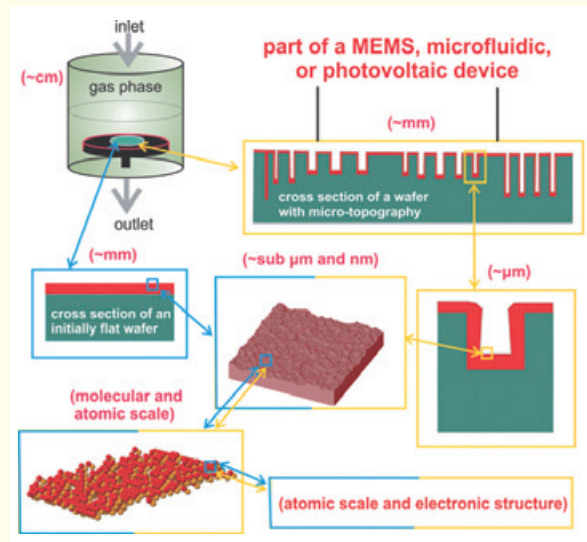 inlet
(~cm)
gas phase
outlet
part of a MEMS, microfluidic,
or photovoltaic device
(~mm)
cross section of a wafer
with micro-topography
(~mm)
cross section of an
initially flat wafer
(~sub µm and nm)
(~µm)
(molecular and
atomic scale)
(atomic scale and electronic structure)